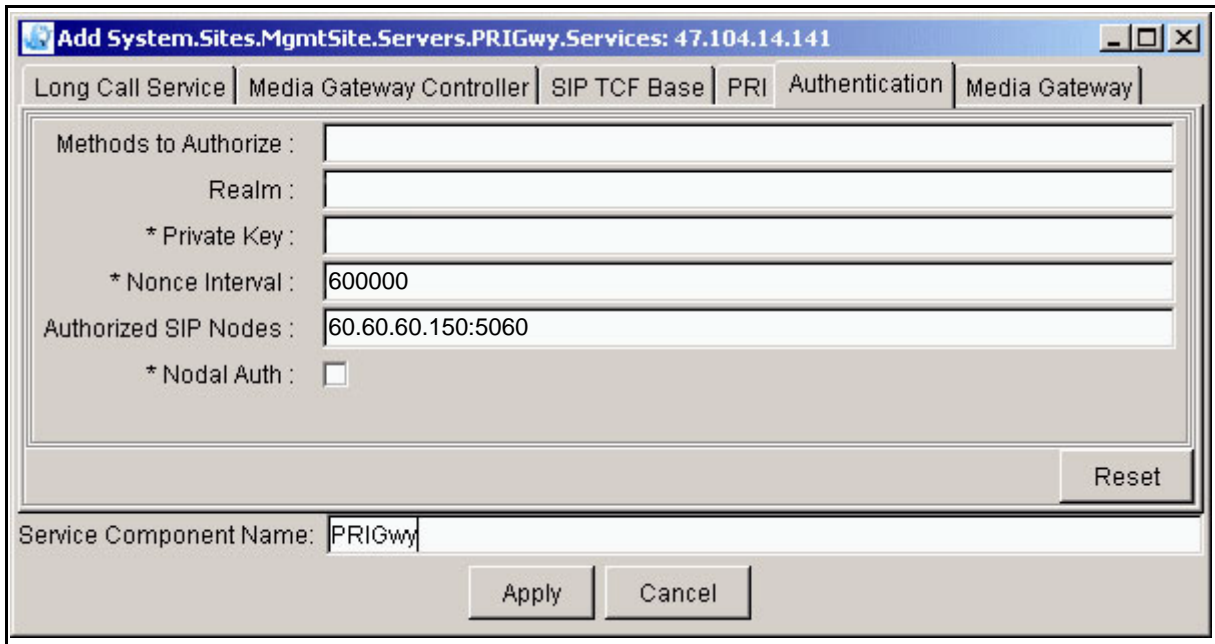 Add System.Sites.MgmtSite.Servers.PRIGwy.Services: 47.104.14.141
Long Call Service Media Gateway Controller SIP TCF Base PRI Authentication Media Gateway
Methods to Authorize :
Realm :
* Private Key :
* Nonce Interval : 600000
Authorized SIP Nodes : 60.60.60.150:5060
* Nodal Auth :
Reset
Service Component Name: PRIGwy
Apply Cancel